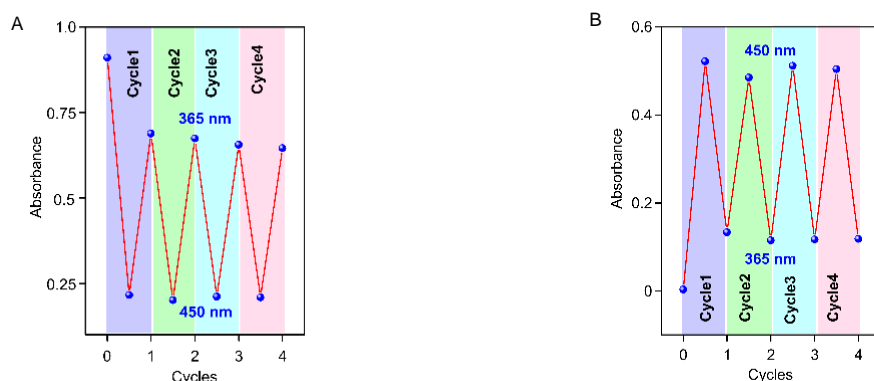 A
1.0
0.75
0.5
0.25
Absorbance
Cycle1
Cycle2
Cycle3
Cycle4
365 nm
450 nm
0 1 2 3 4
Cycles
B
0.6
0.4
0.2
0
Absorbance
450 nm
365 nm
Cycle1
Cycle2
Cycle3
Cycle4
0 1 2 3 4
Cycles